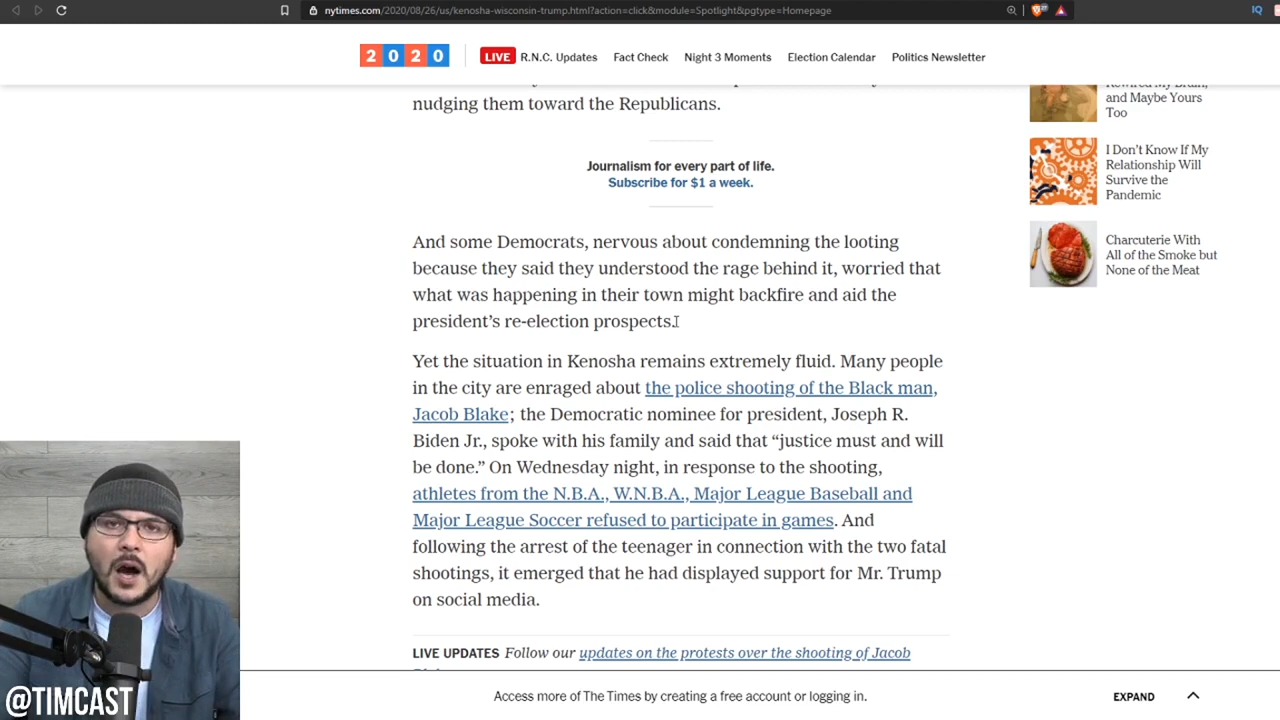 nytimes.com/2020/08/26/us/kenosha-wisconsin-trump.html?action=click&module=Spotlight&pgtype=Homepage
IQ
2020
LIVE R.N.C. Updates Fact Check Night 3 Moments Election Calendar Politics Newsletter
nudging them toward the Republicans.
Journalism for every part of life.
Subscribe for $1 a week.
And some Democrats, nervous about condemning the looting
because they said they understood the rage behind it, worried that
what was happening in their town might backfire and aid the
president’s re-election prospects.
Yet the situation in Kenosha remains extremely fluid. Many people
in the city are enraged about the police shooting of the Black man,
Jacob Blake; the Democratic nominee for president, Joseph R.
Biden Jr., spoke with his family and said that “justice must and will
be done.” On Wednesday night, in response to the shooting,
athletes from the N.B.A., W.N.B.A., Major League Baseball and
Major League Soccer refused to participate in games. And
following the arrest of the teenager in connection with the two fatal
shootings, it emerged that he had displayed support for Mr. Trump
on social media.
LIVE UPDATES Follow our updates on the protests over the shooting of Jacob
Rewired My Brain,
and Maybe Yours
Too
I Don’t Know If My
Relationship Will
Survive the
Pandemic
Charcuterie With
All of the Smoke but
None of the Meat
Access more of The Times by creating a free account or logging in.
EXPAND
@TIMCAST